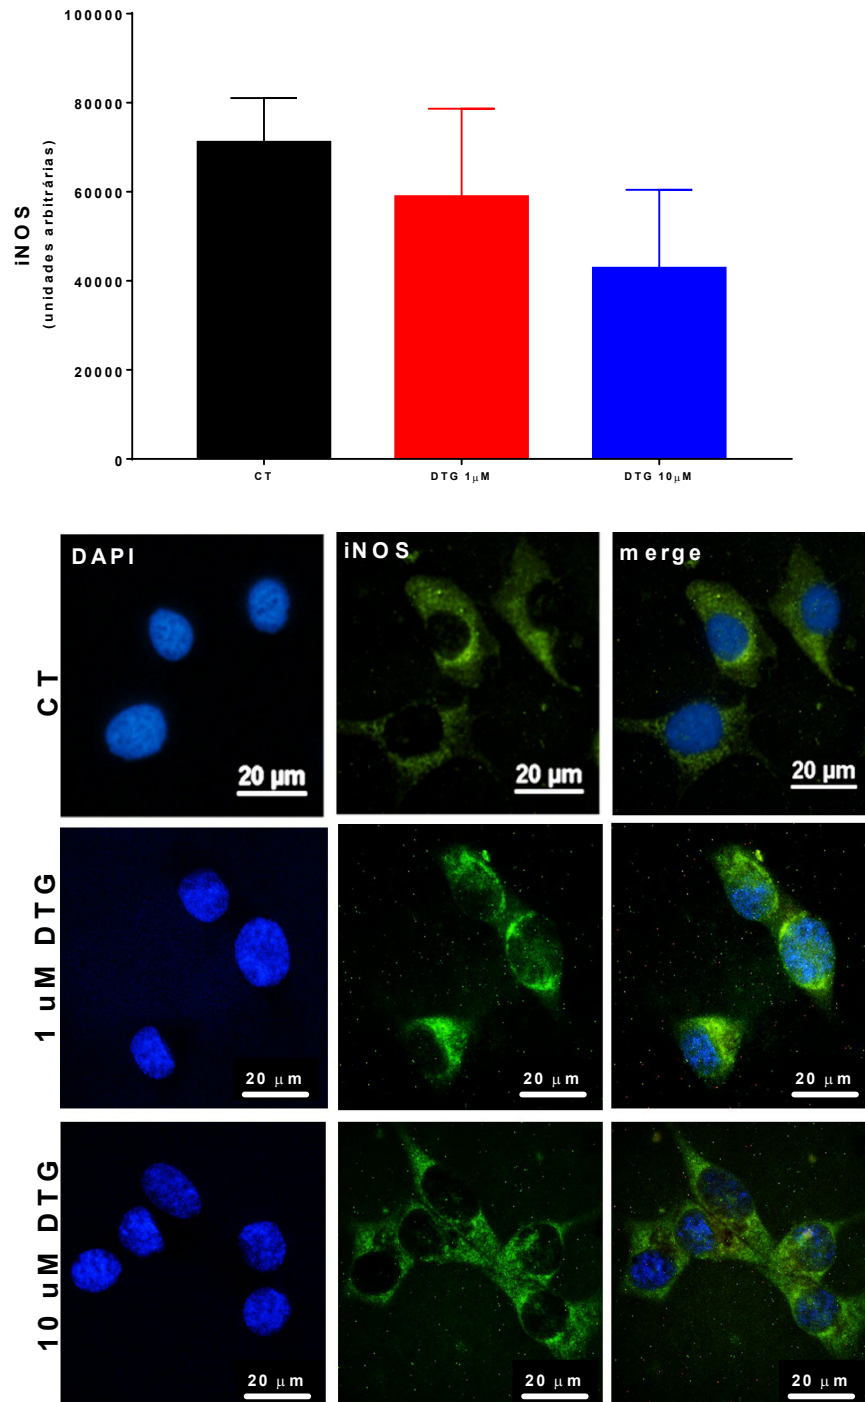 100000
80000
60000
40000
20000
0
iNOS
(unidades arbitrárias)
CT
DTG 1μM
DTG 10μM
DAPI
iNOS
merge
CT
20 µm
20 µm
20 µm
1 uM DTG
20 μm
20 μm
20 μm
10 uM DTG
20 μm
20 μm
20 μm